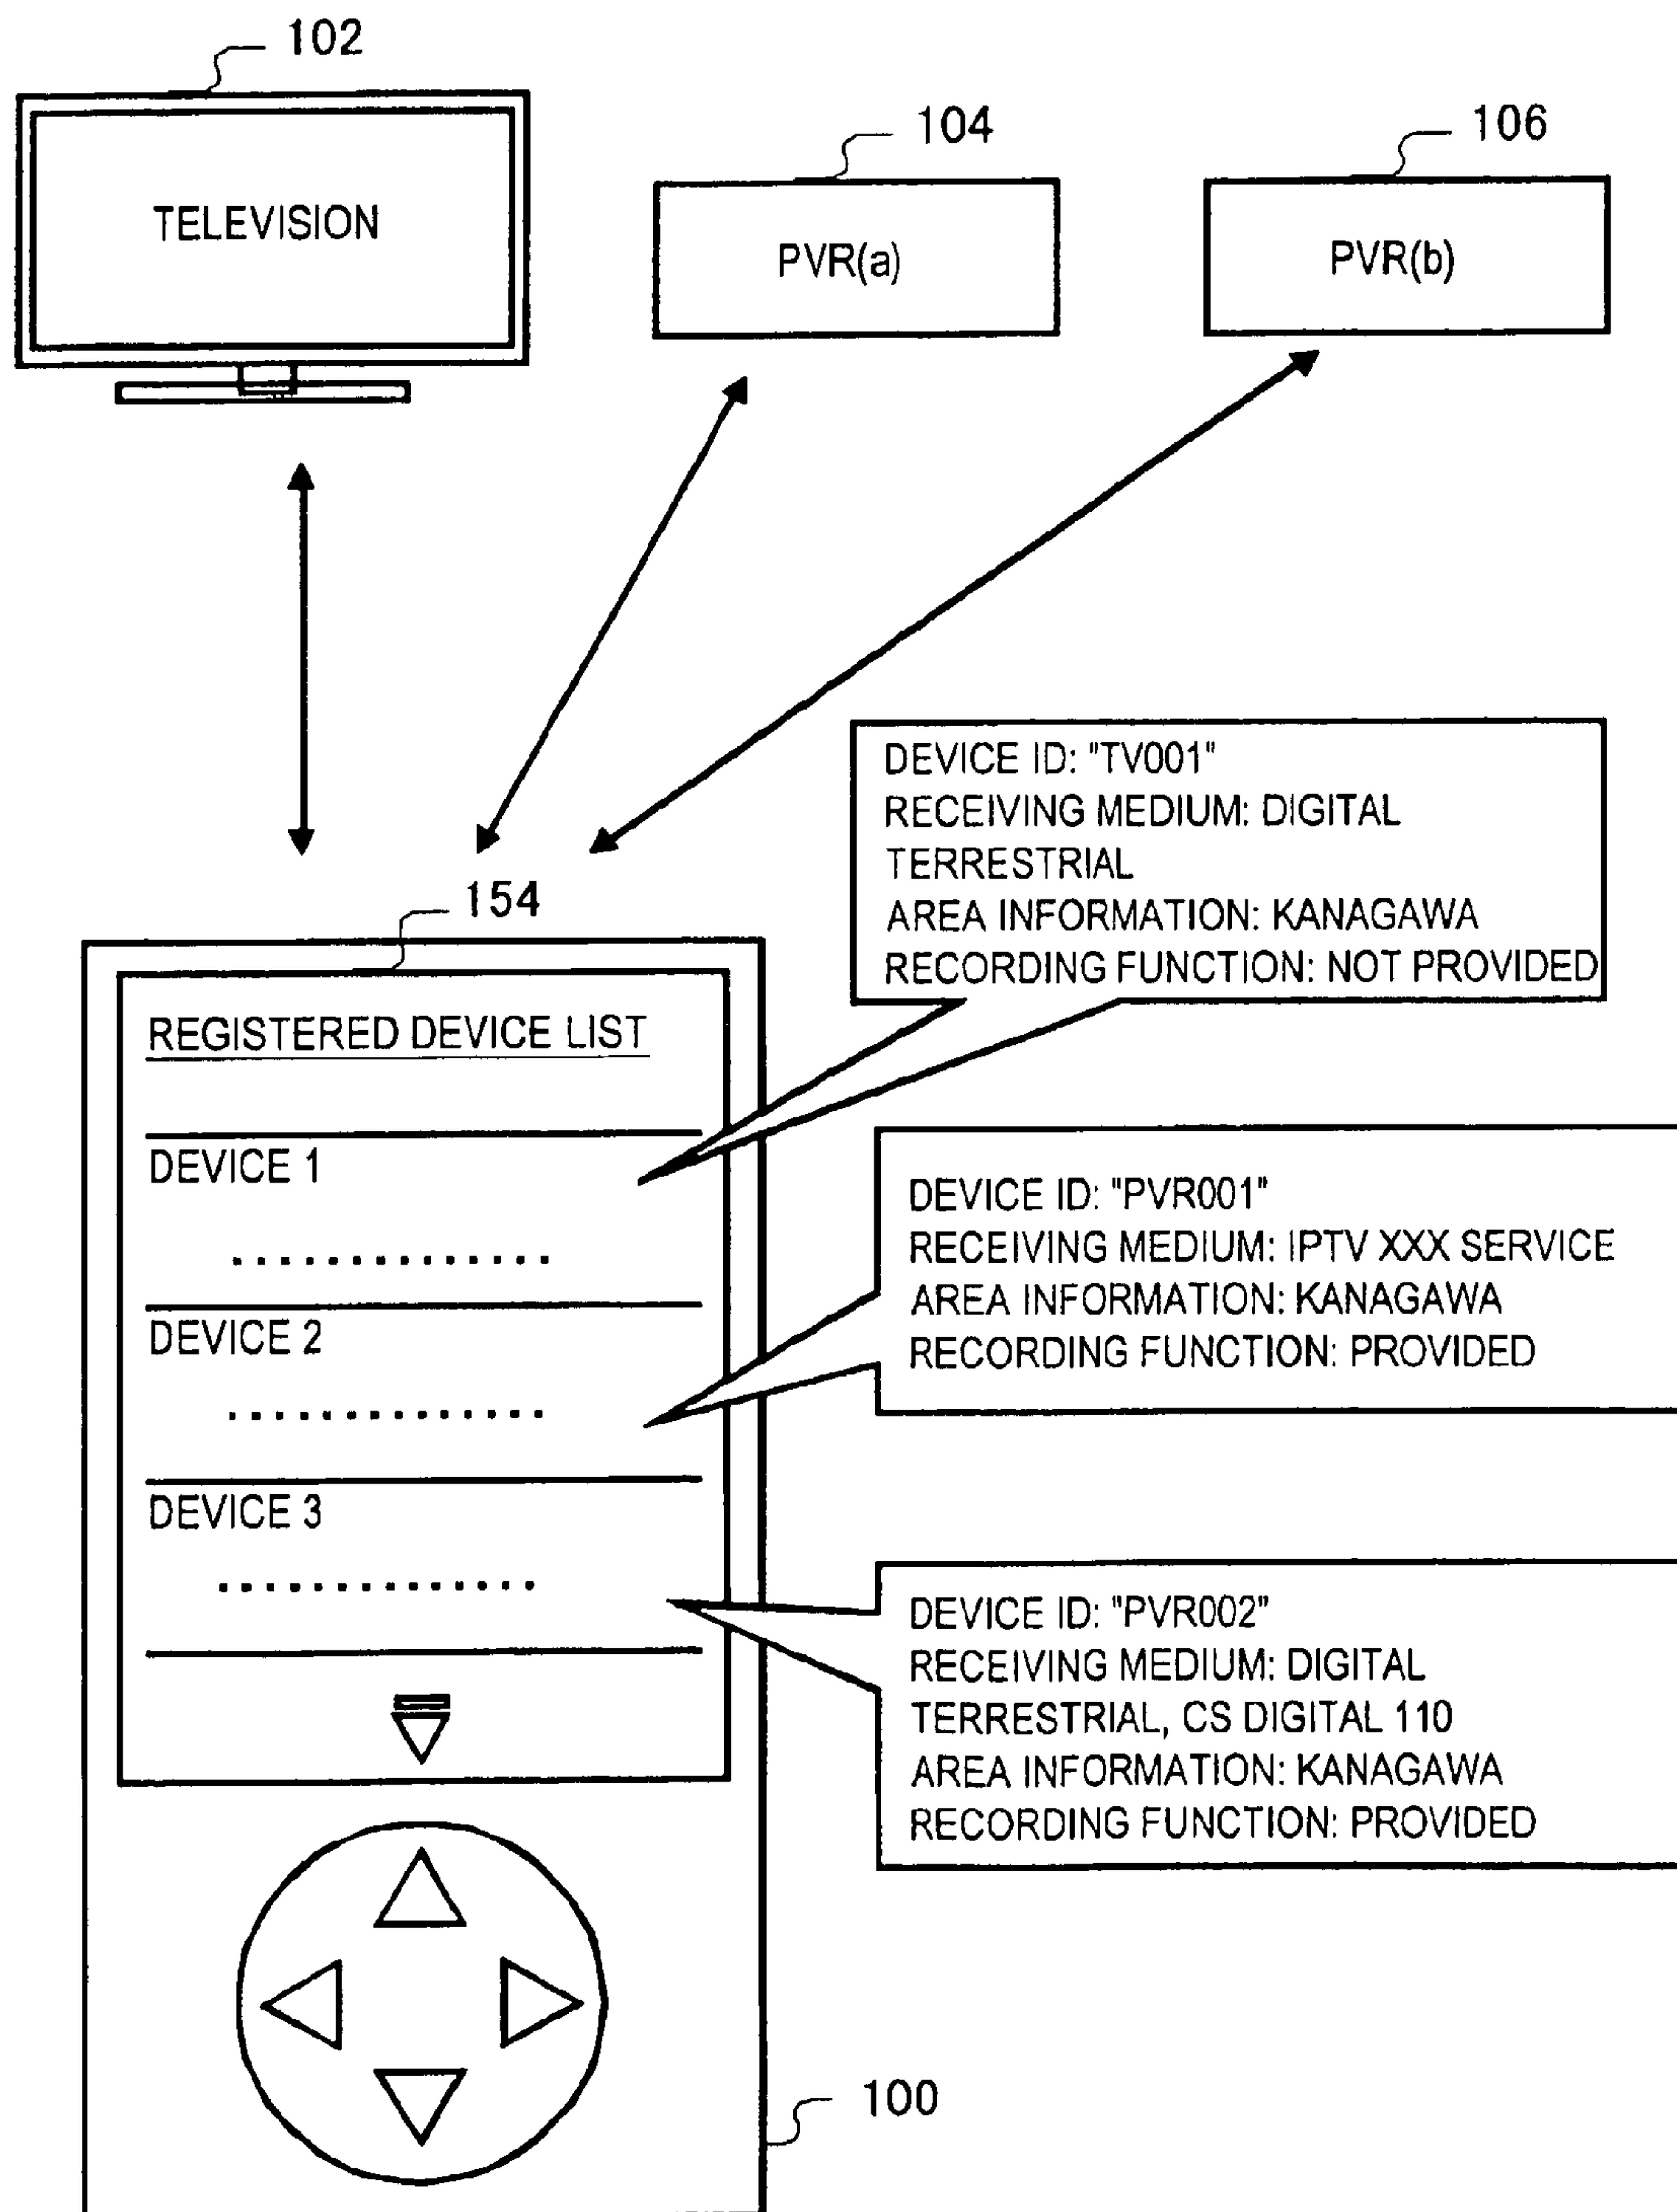 102
104
106
TELEVISION
PVR(a)
PVR(b)
DEVICE ID: "TV001"
RECEIVING MEDIUM: DIGITAL
TERRESTRIAL
AREA INFORMATION: KANAGAWA
RECORDING FUNCTION: NOT PROVIDED
154
REGISTERED DEVICE LIST
DEVICE 1
..............
DEVICE ID: "PVR001"
RECEIVING MEDIUM: IPTV XXX SERVICE
AREA INFORMATION: KANAGAWA
RECORDING FUNCTION: PROVIDED
DEVICE 2
..............
DEVICE 3
..............
DEVICE ID: "PVR002"
RECEIVING MEDIUM: DIGITAL
TERRESTRIAL, CS DIGITAL 110
AREA INFORMATION: KANAGAWA
RECORDING FUNCTION: PROVIDED
100